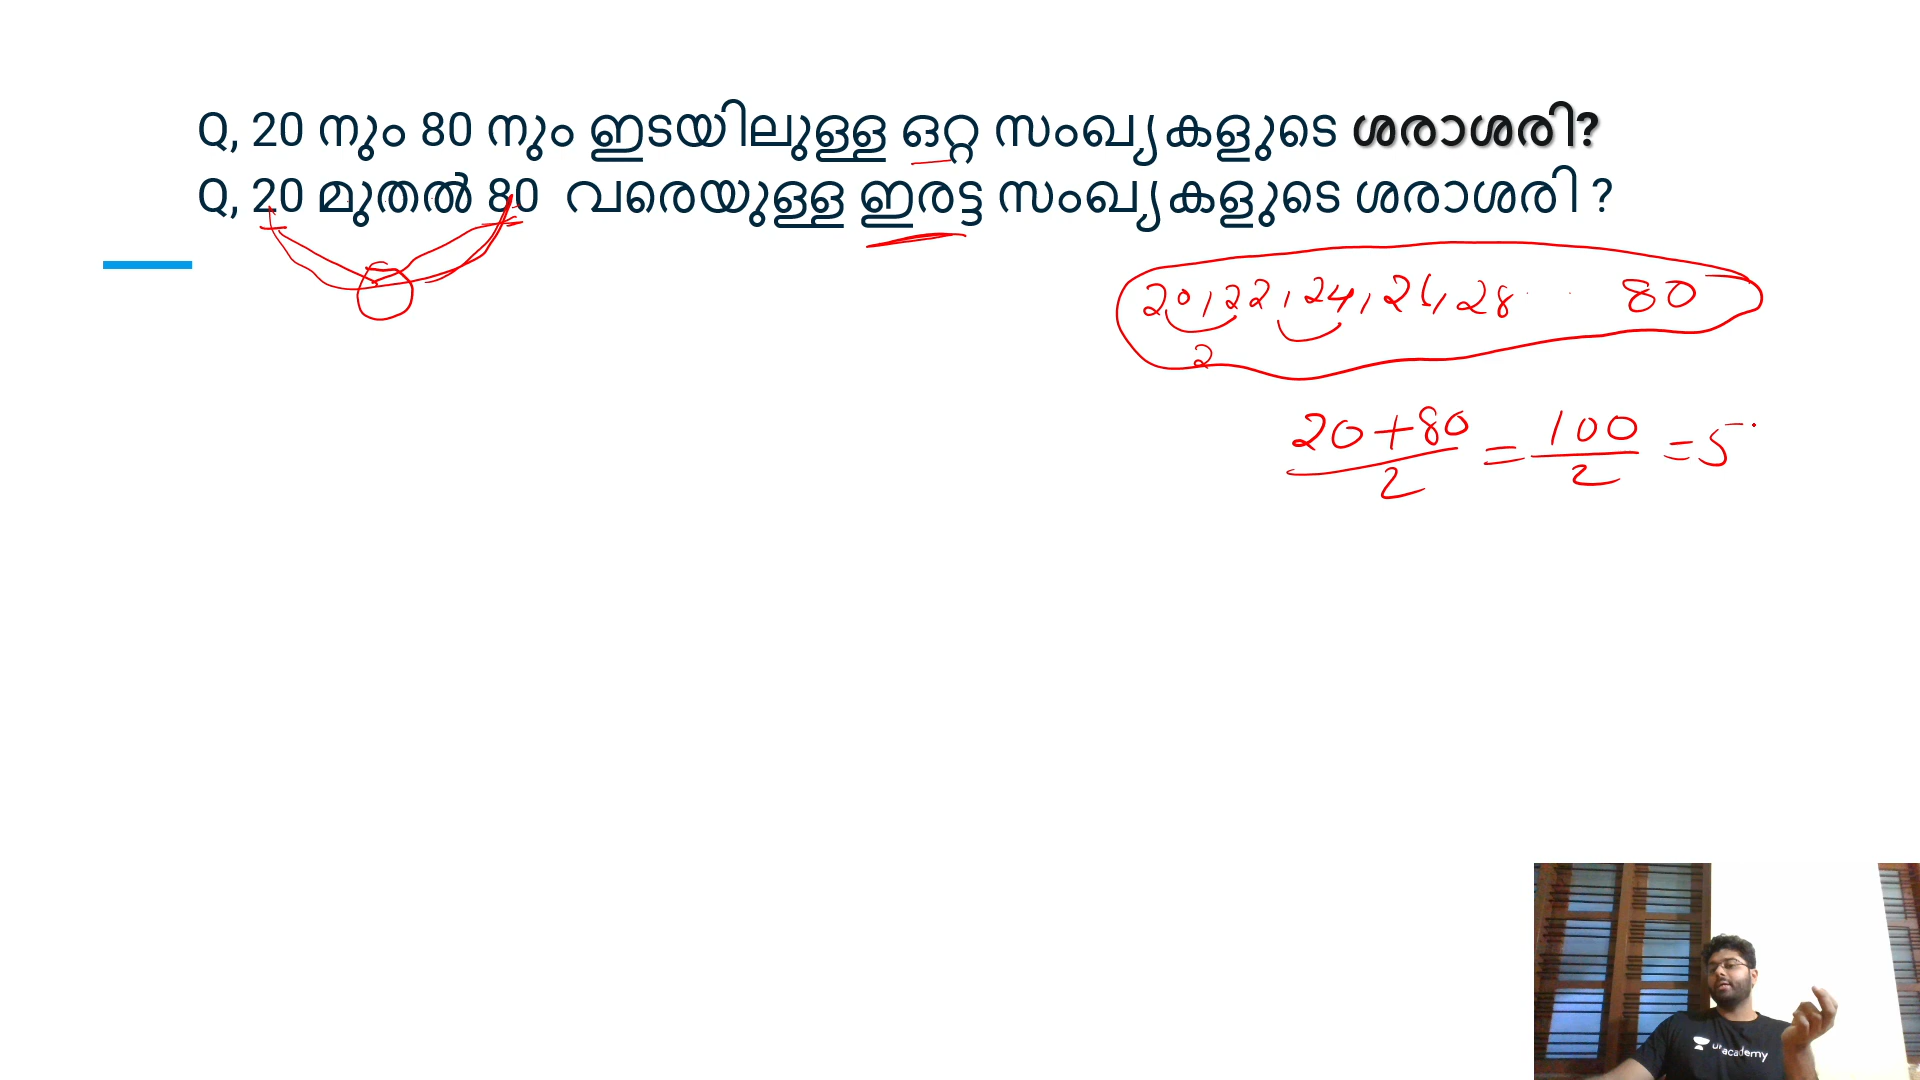 Q, 20 നും 80 നും ഇടയിലുള്ള ഒറ്റ സംഖ്യകളുടെ ശരാശരി?
Q, 20 മുതൽ 80 വരെയുള്ള ഇരട്ട സംഖ്യകളുടെ ശരാശരി ?
20, 22, 24, 26, 28 80
2
20+80 = 100 = 5
2 2
academy